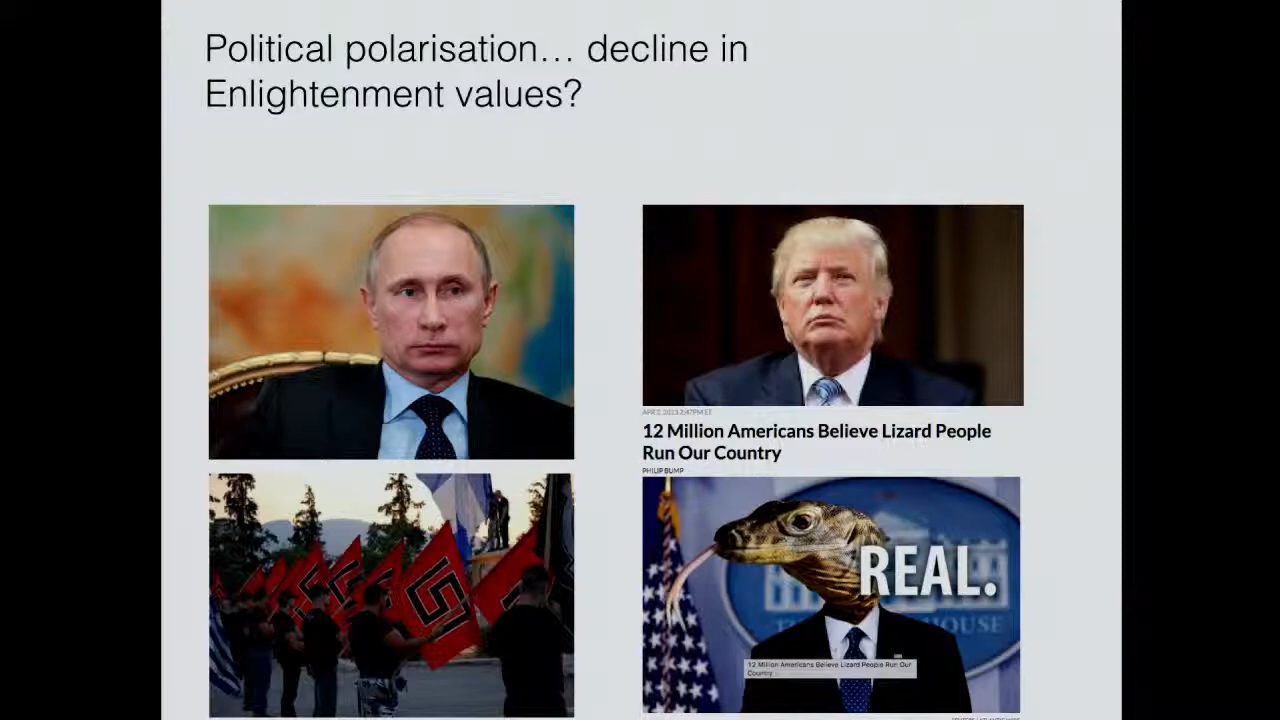 Political polarisation... decline in
Enlightenment values?
12 Million Americans Believe Lizard People
Run Our Country
PHILIP BUMP
REAL.
HOUSE
12 Million Americans Believe Lizard People Run Our
Country